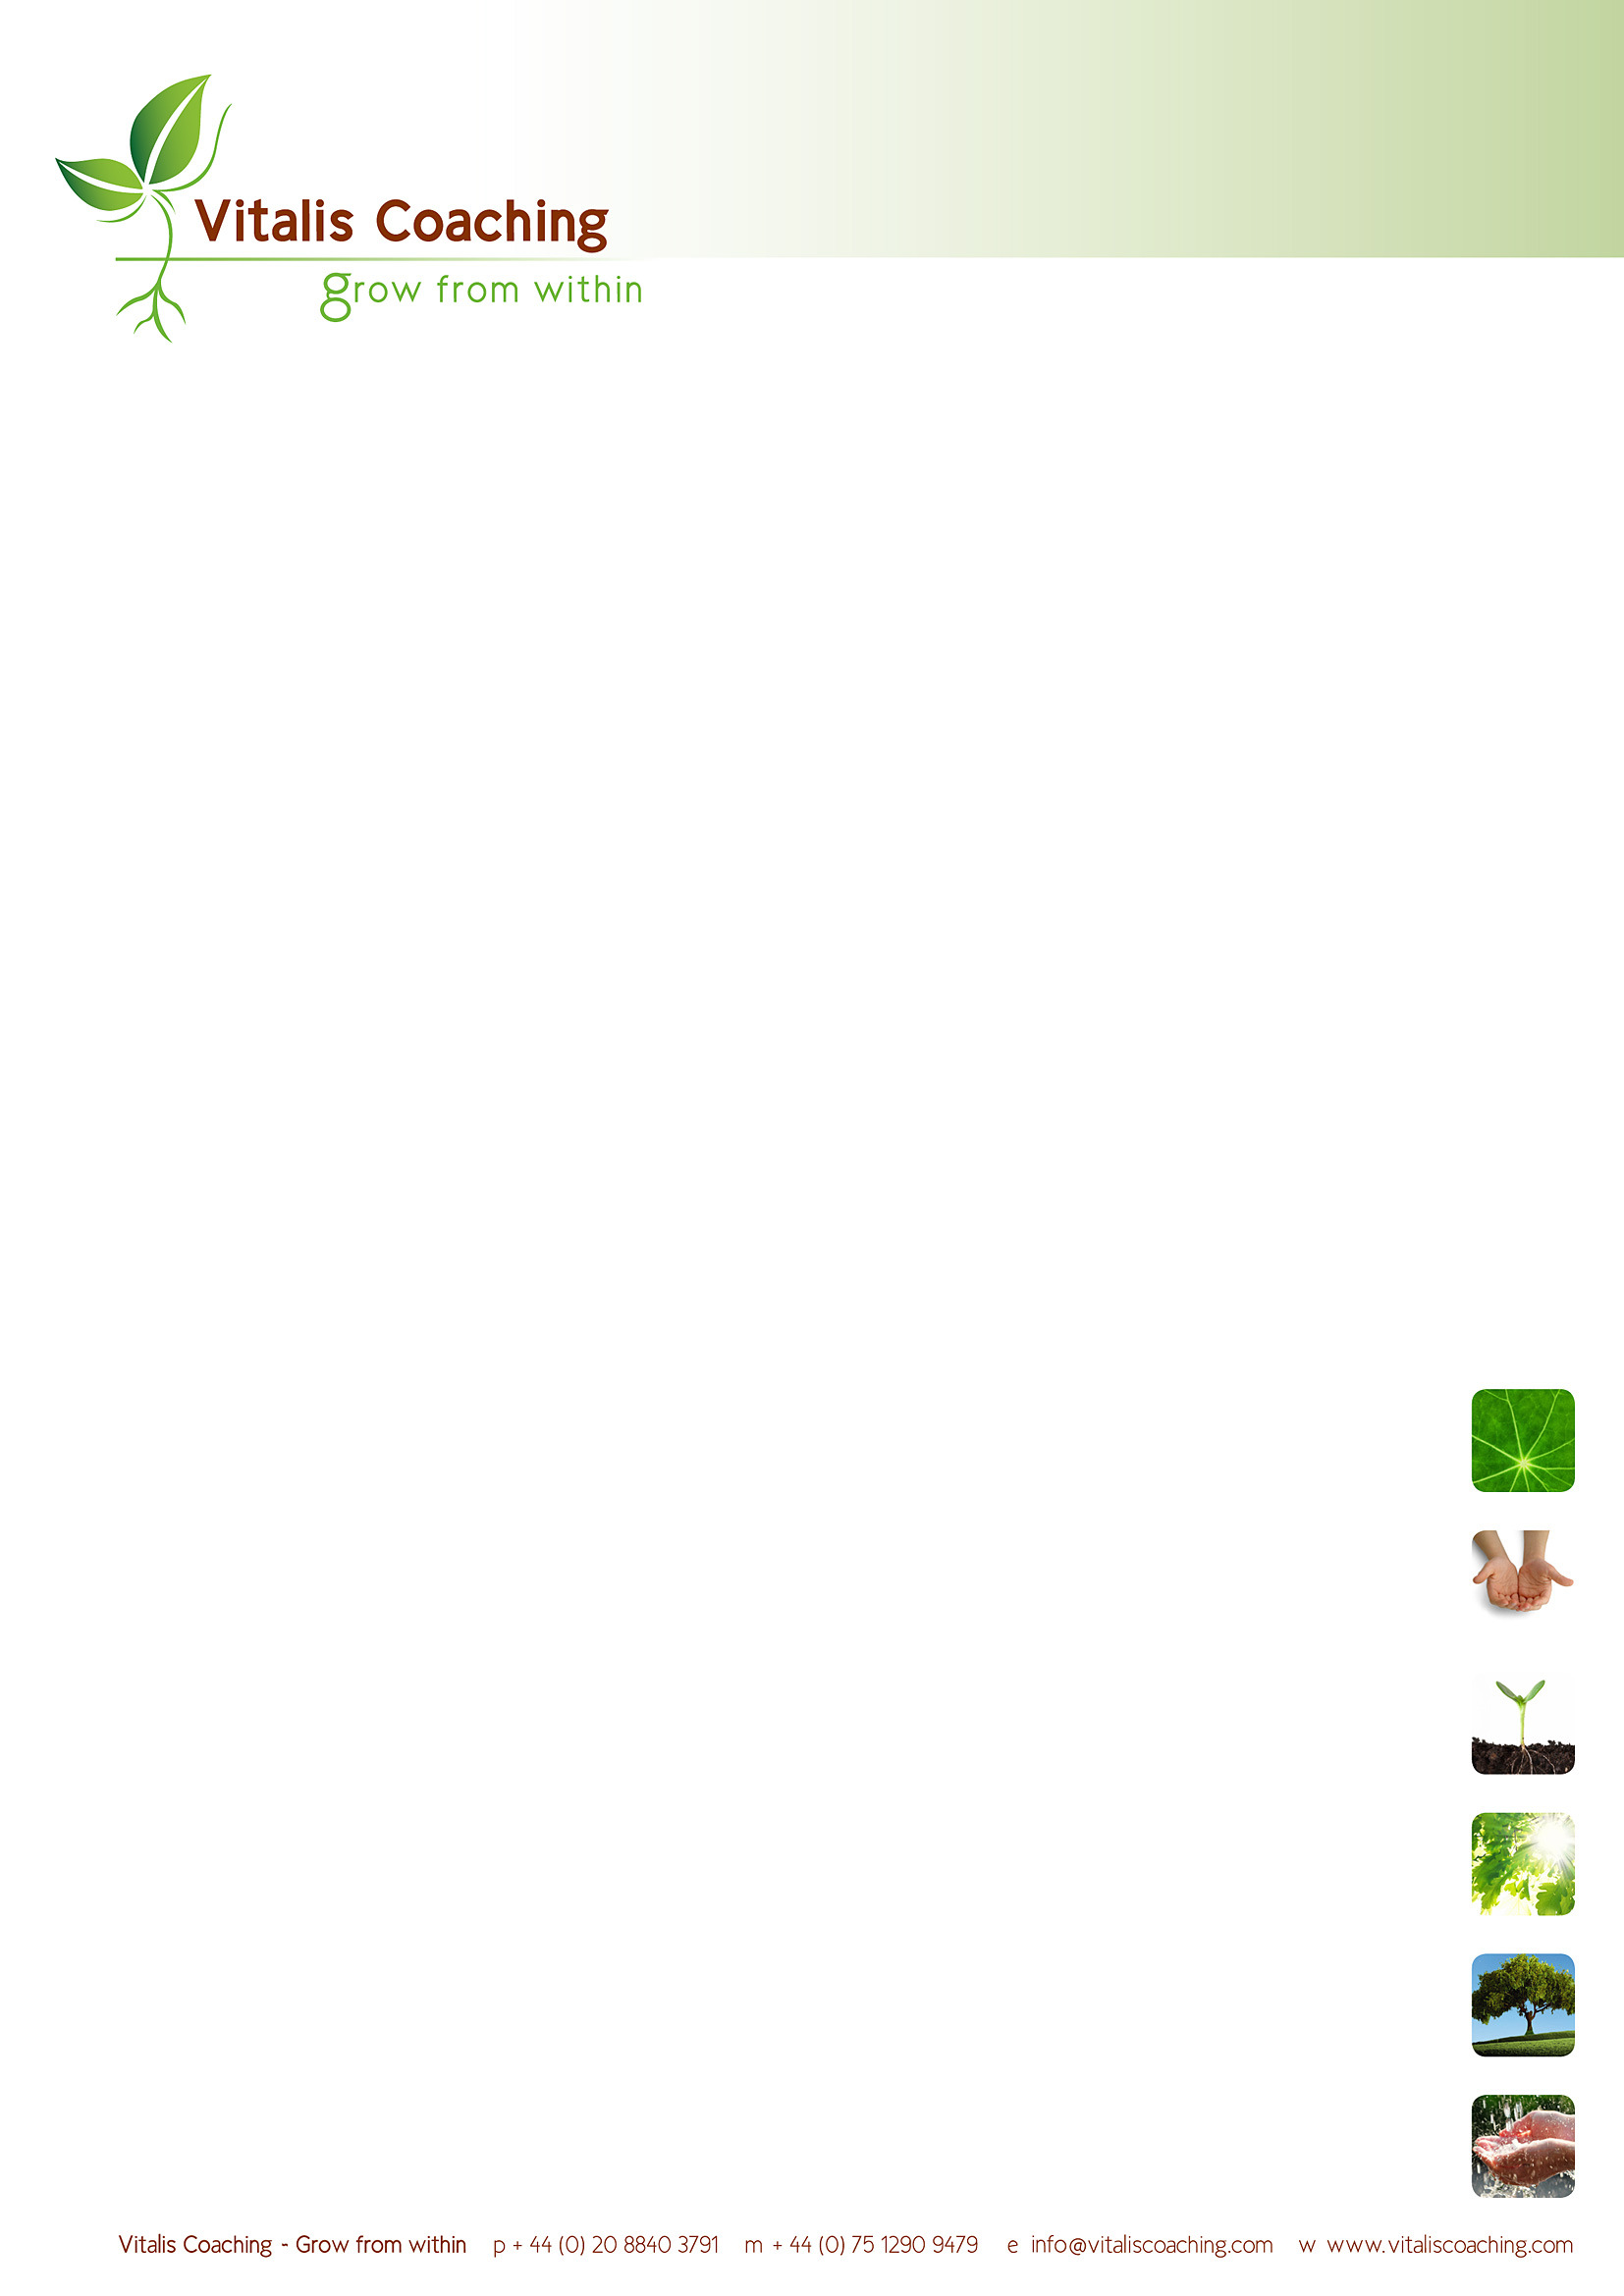 Vitalis Coaching
grow from within
Vitalis Coaching - Grow from within p + 44 (0) 20 8840 3791 m + 44 (0) 75 1290 9479 e info@vitaliscoaching.com w www.vitaliscoaching.com